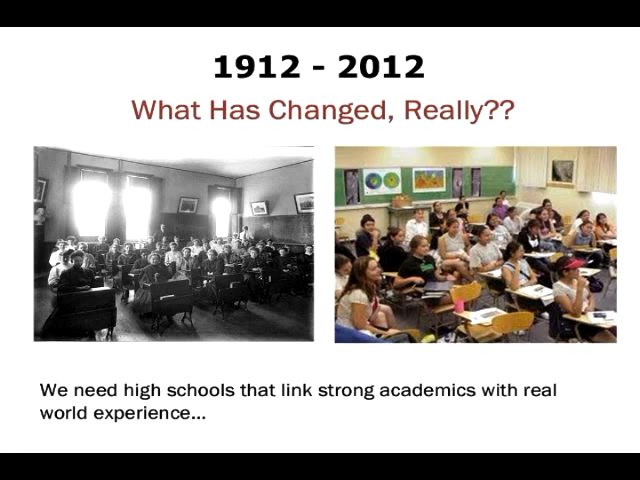 1912 - 2012
What Has Changed, Really??
We need high schools that link strong academics with real
world experience...